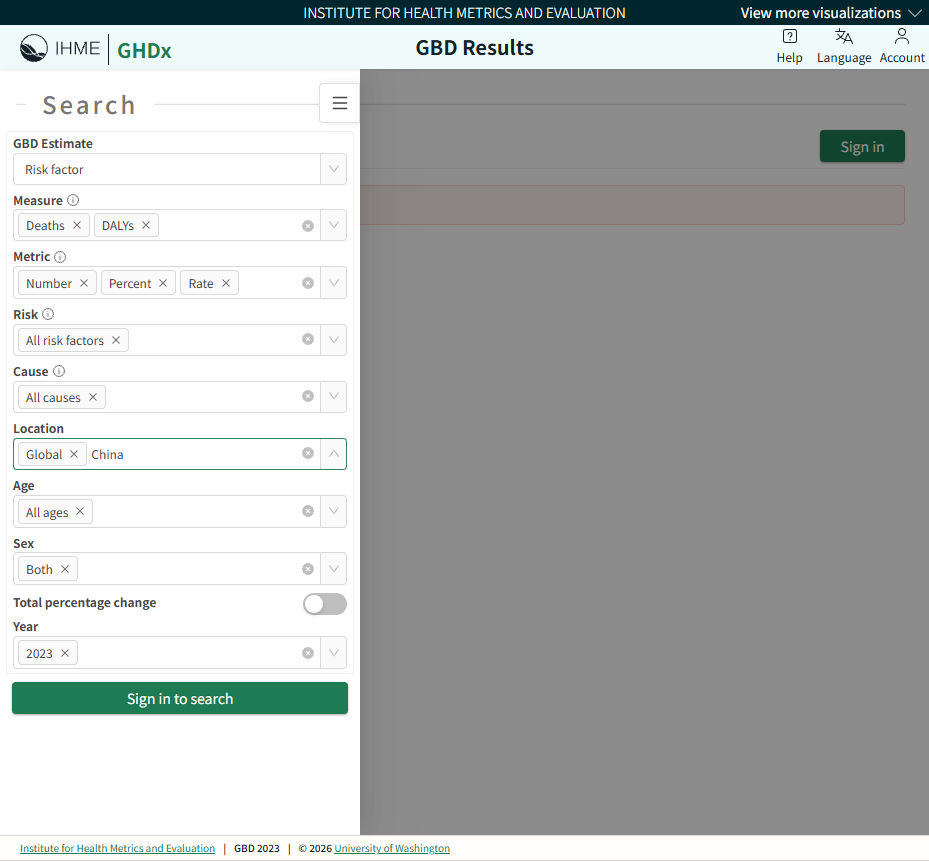 INSTITUTE FOR HEALTH METRICS AND EVALUATION
View more visualizations
IHME
GHDx
GBD Results
Help
Language
Account
Search
Sign in
GBD Estimate
Risk factor
Measure
Deaths
DALYs
Metric
Number
Percent
Rate
Risk
All risk factors
Cause
All causes
Location
Global
China
Age
All ages
Sex
Both
Total percentage change
Year
2023
Sign in to search
Institute for Health Metrics and Evaluation | GBD 2023 | © 2026 University of Washington